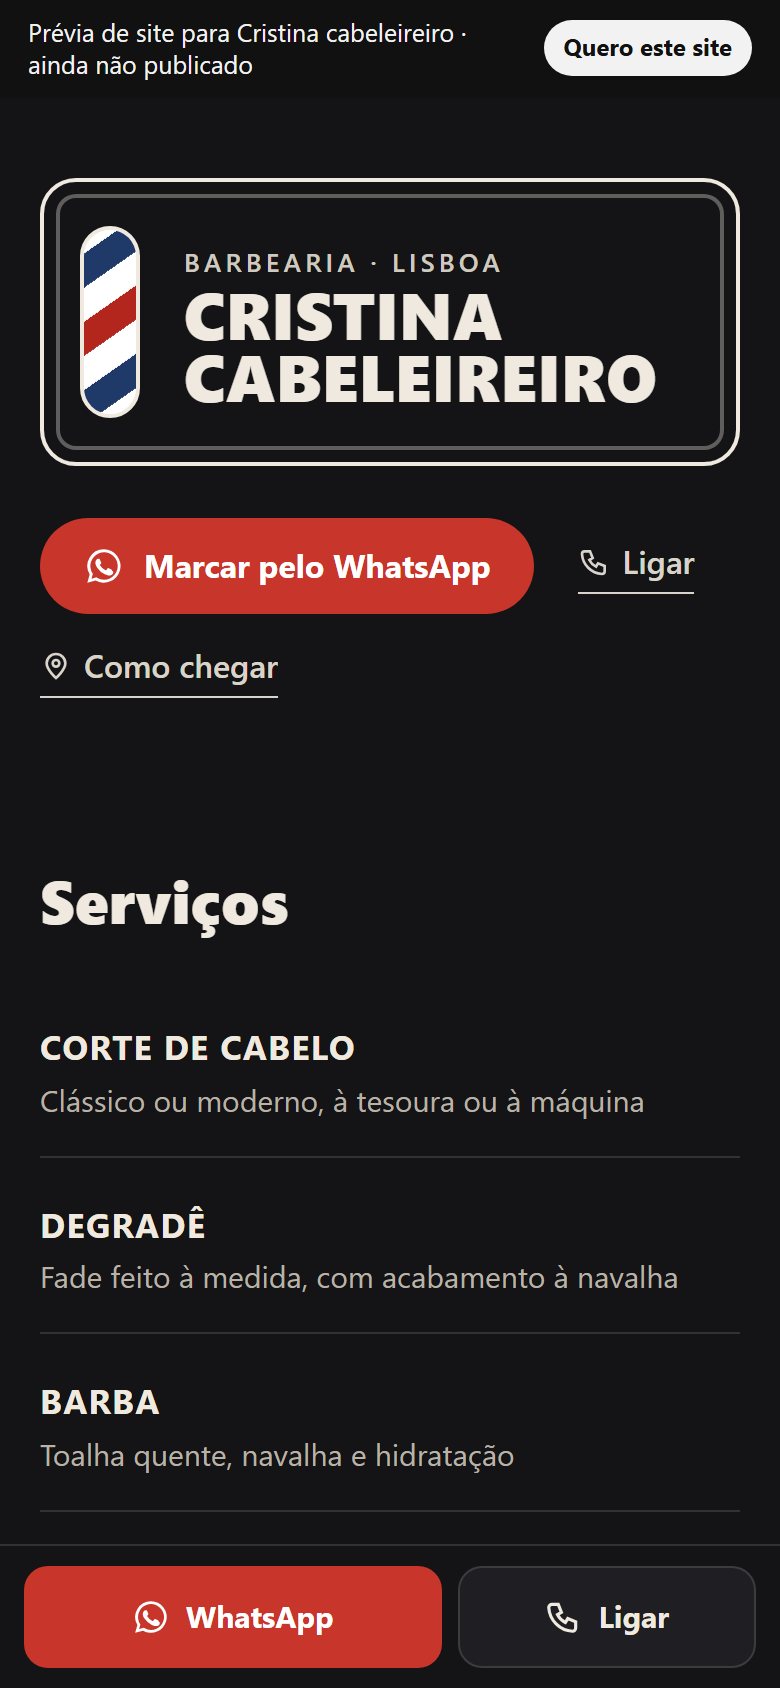 Prévia de site para Cristina cabeleireiro ·
ainda não publicado
Quero este site
BARBEARIA · LISBOA
CRISTINA
CABELEIREIRO
Marcar pelo WhatsApp
Ligar
Como chegar
Serviços
CORTE DE CABELO
Clássico ou moderno, à tesoura ou à máquina
DEGRADÊ
Fade feito à medida, com acabamento à navalha
BARBA
Toalha quente, navalha e hidratação
WhatsApp
Ligar